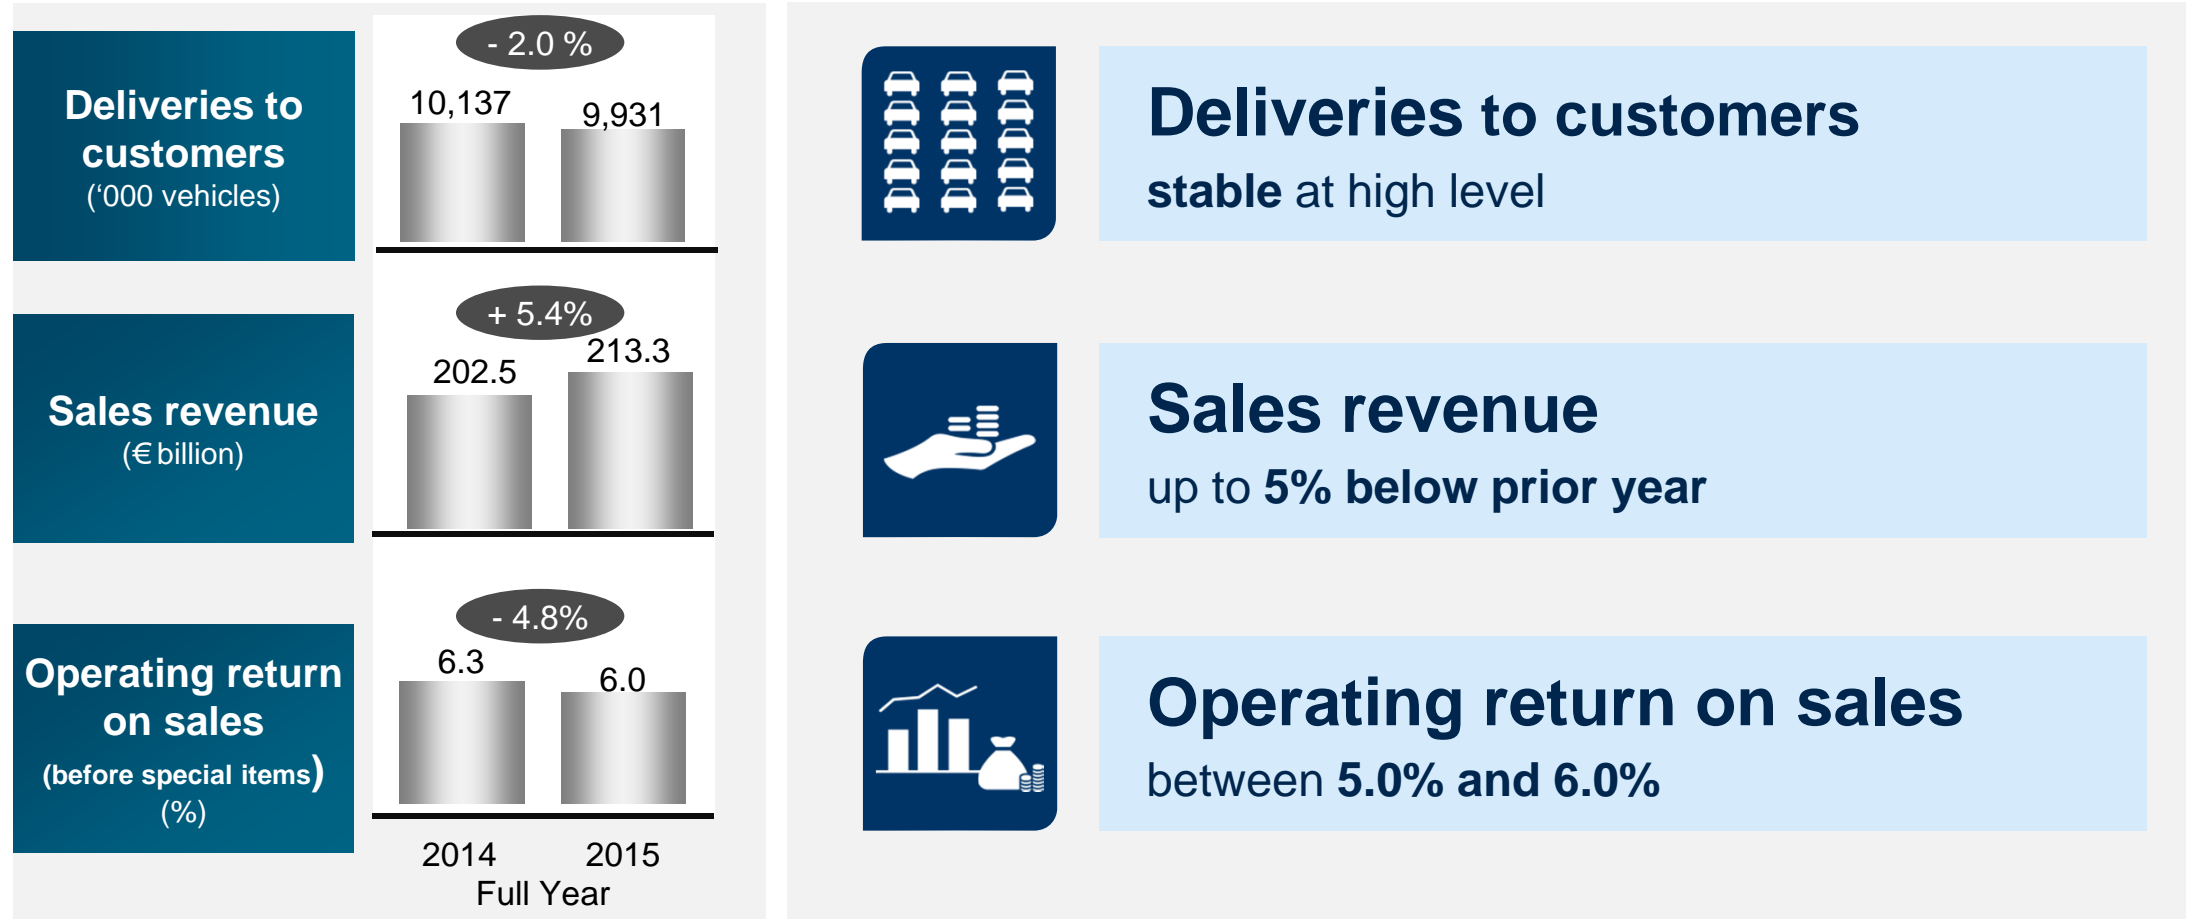 Deliveries to
customers
(‘000 vehicles)
- 2.0 %
10,137
9,931
Sales revenue
(€ billion)
+ 5.4%
202.5
213.3
Operating return
on sales
(before special items)
(%)
- 4.8%
6.3
6.0
2014
2015
Full Year
Deliveries to customers
stable at high level
Sales revenue
up to 5% below prior year
Operating return on sales
between 5.0% and 6.0%